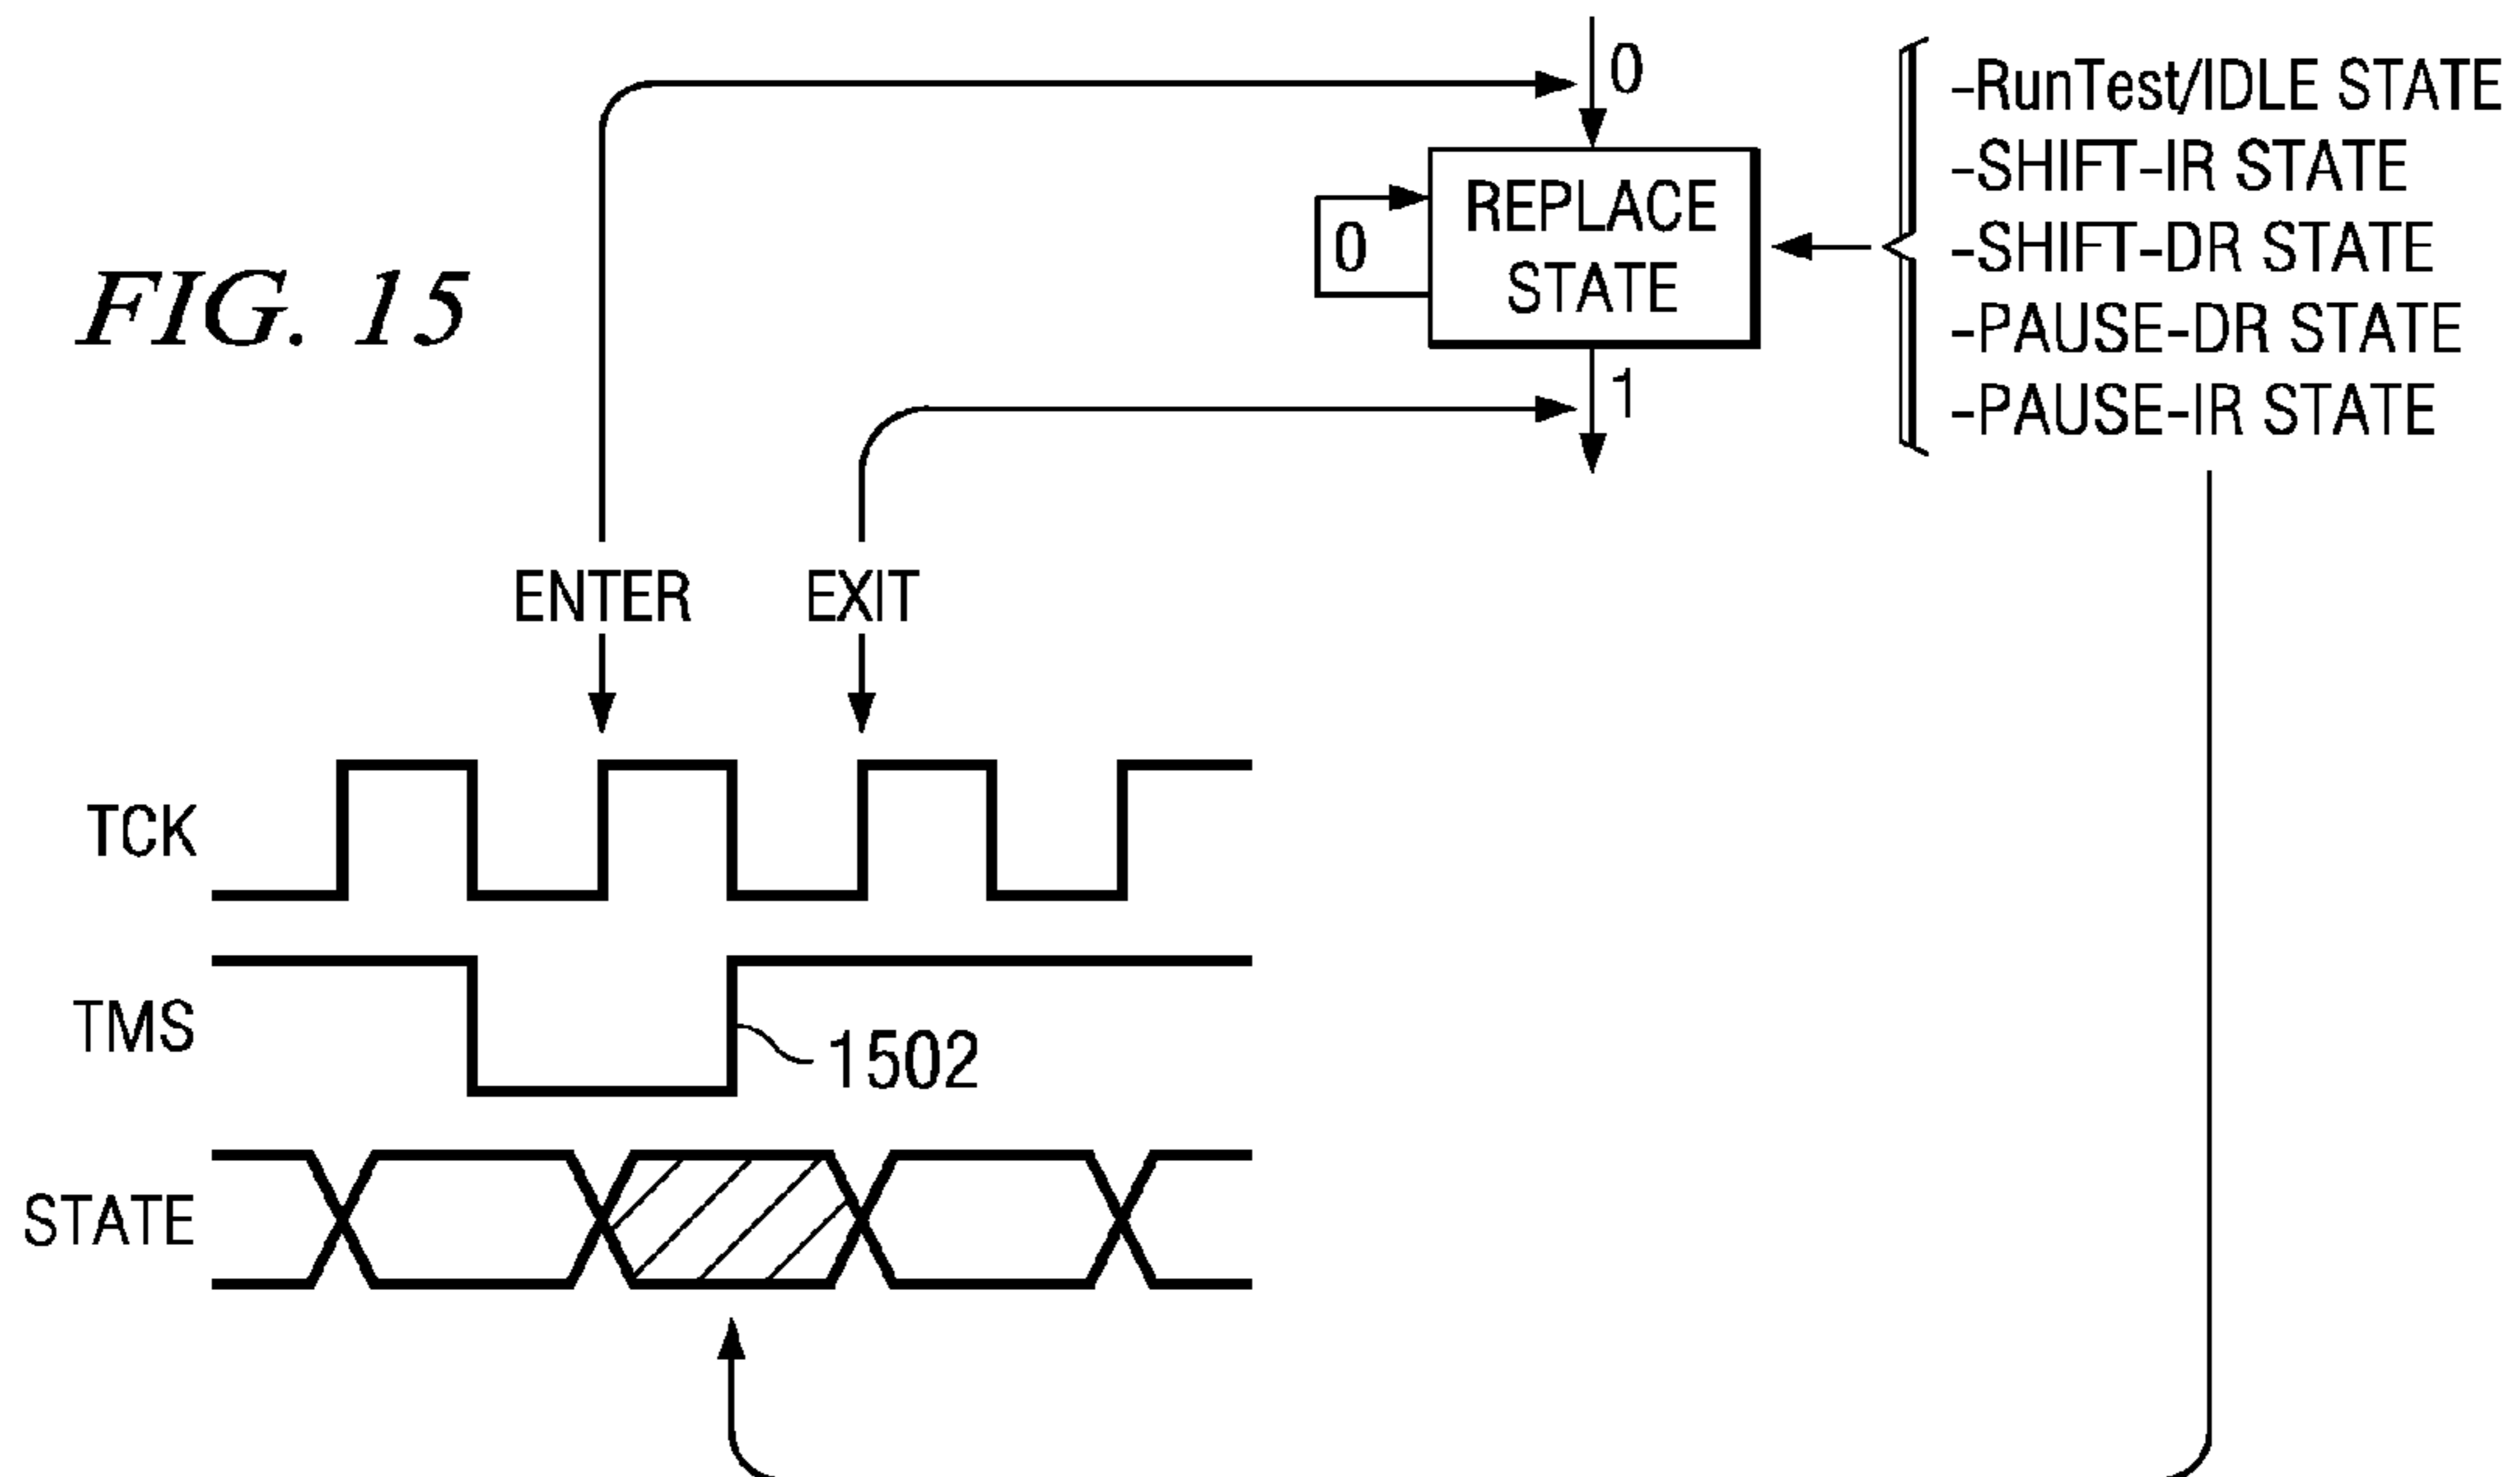 0
-RunTest/IDLE STATE
-SHIFT-IR STATE
-SHIFT-DR STATE
-PAUSE-DR STATE
-PAUSE-IR STATE
REPLACE
STATE
0
1
FIG. 15
ENTER
EXIT
TCK
TMS
1502
STATE